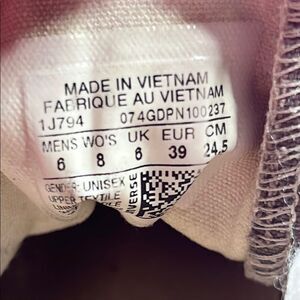 MADE IN VIETNAM
FABRIQUE AU VIETNAM
1J794 074GDPN100237
MENS WO'S UK EUR CM
6 8 6 39 24.5
GENDER: UNISEX
UPPER TEXTILE
VERSE